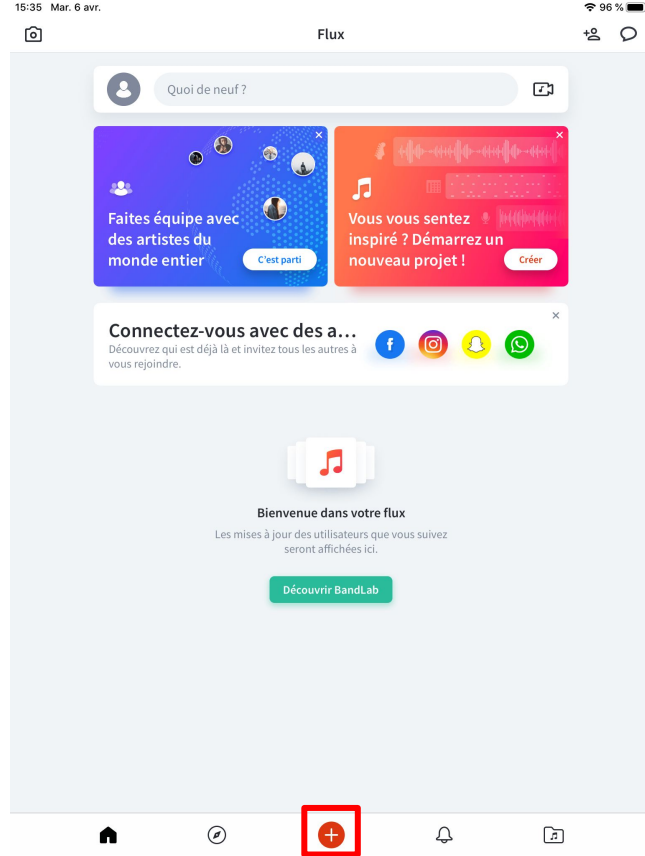 15:35 Mar. 6 avr.
96 %
Flux
Quoi de neuf ?
Faites équipe avec
des artistes du
monde entier
C'est parti
Vous vous sentez
inspiré ? Démarrez un
nouveau projet !
Créer
Connectez-vous avec des a...
Découvrez qui est déjà là et invitez tous les autres à
vous rejoindre.
Bienvenue dans votre flux
Les mises à jour des utilisateurs que vous suivez
seront affichées ici.
Découvrir BandLab